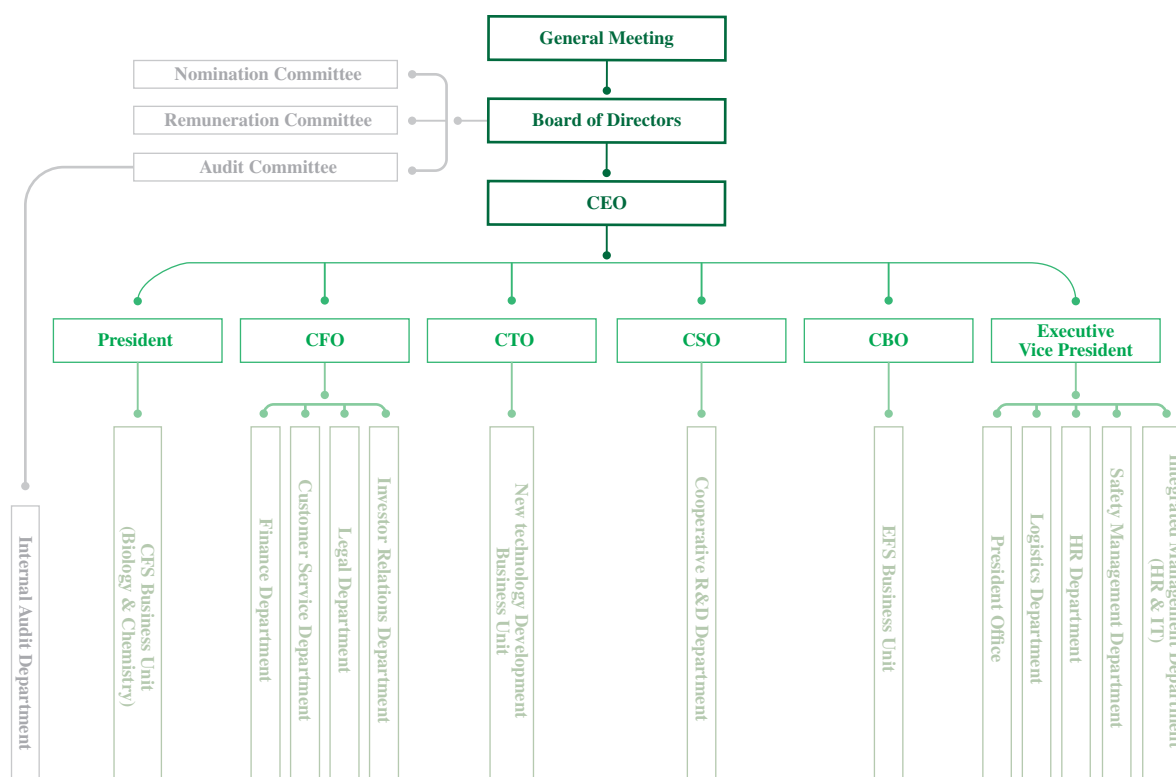 General Meeting
Nomination Committee
Remuneration Committee
Board of Directors
Audit Committee
CEO
President
CFO
CTO
CSO
CBO
Executive
Vice President
Internal Audit Department
CFS Business Unit
(Biology & Chemistry)
Finance Department
Customer Service Department
Legal Department
Investor Relations Department
New technology Development
Business Unit
Cooperative R&D Department
EFS Business Unit
President Office
Logistics Department
HR Department
Safety Management Department
Integrated Management Department
(HR & IT)